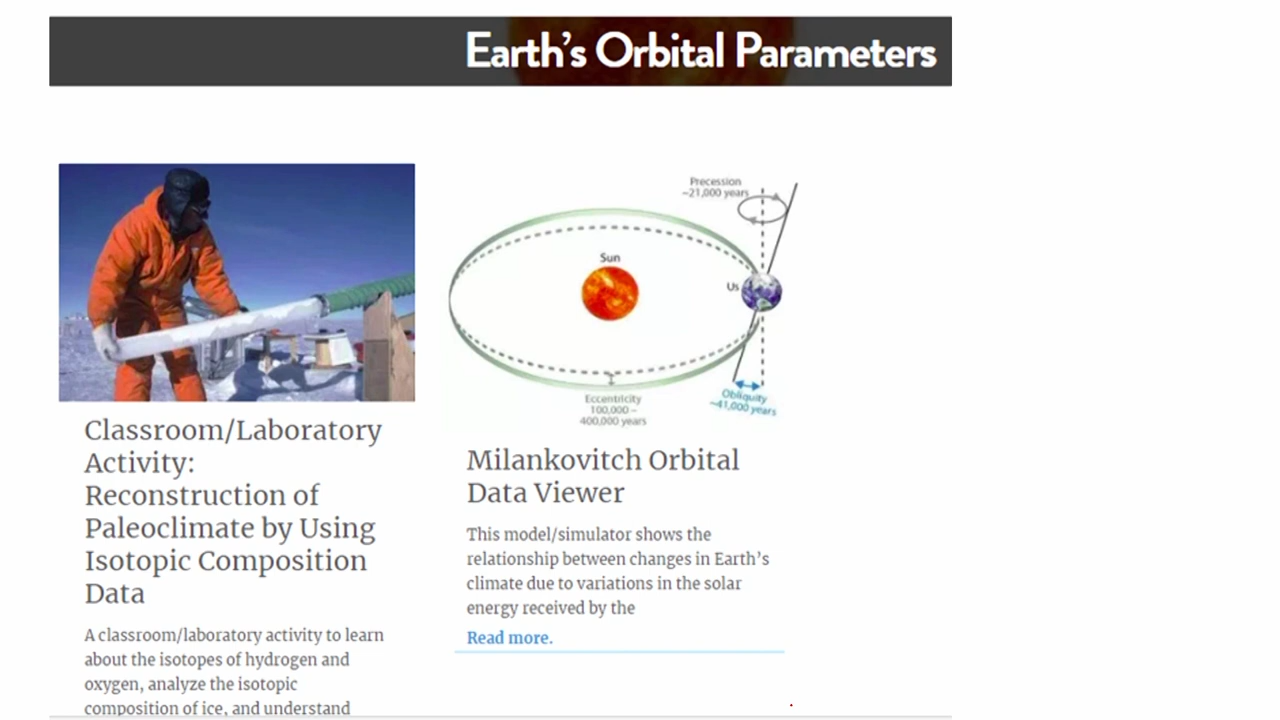 Earth's Orbital Parameters
Classroom/Laboratory
Activity:
Reconstruction of
Paleoclimate by Using
Isotopic Composition
Data
A classroom/laboratory activity to learn
about the isotopes of hydrogen and
oxygen, analyze the isotopic
composition of ice, and understand
Precession
~21,000 years
Sun
Us
Eccentricity
100,000 –
400,000 years
Obliquity
~41,000 years
Milankovitch Orbital
Data Viewer
This model/simulator shows the
relationship between changes in Earth's
climate due to variations in the solar
energy received by the
Read more.